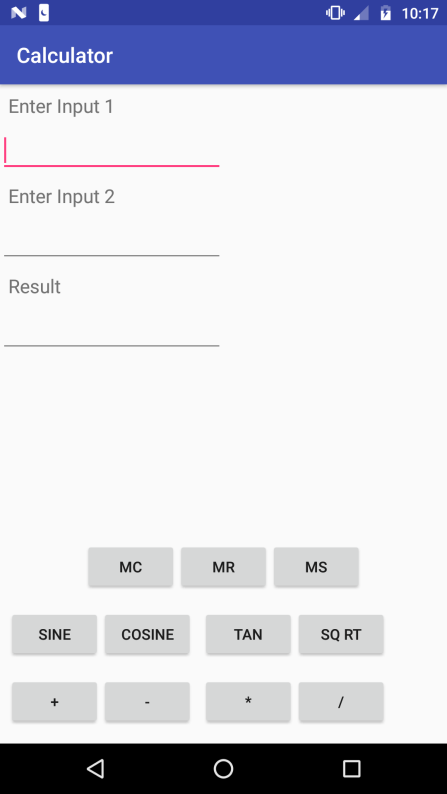 10:17
Calculator
Enter Input 1
Enter Input 2
Result
MC MR MS
SINE COSINE TAN SQ RT
+ - * /